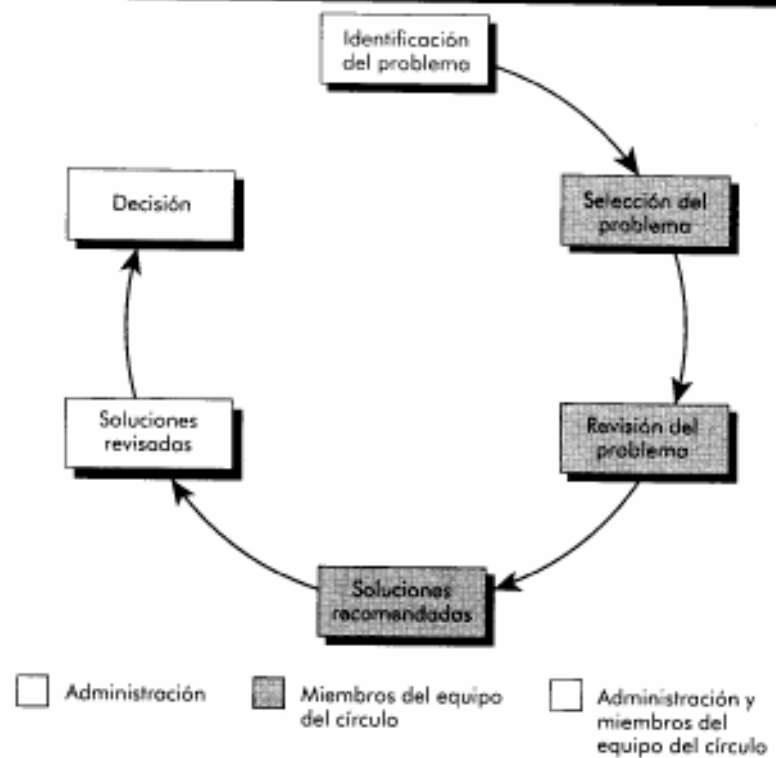 Identificación
del problema
Selección del
problema
Revisión del
problema
Soluciones
recomendadas
Soluciones
revisadas
Decisión
Administración
Miembros del equipo
del círculo
Administración y
miembros del
equipo del círculo